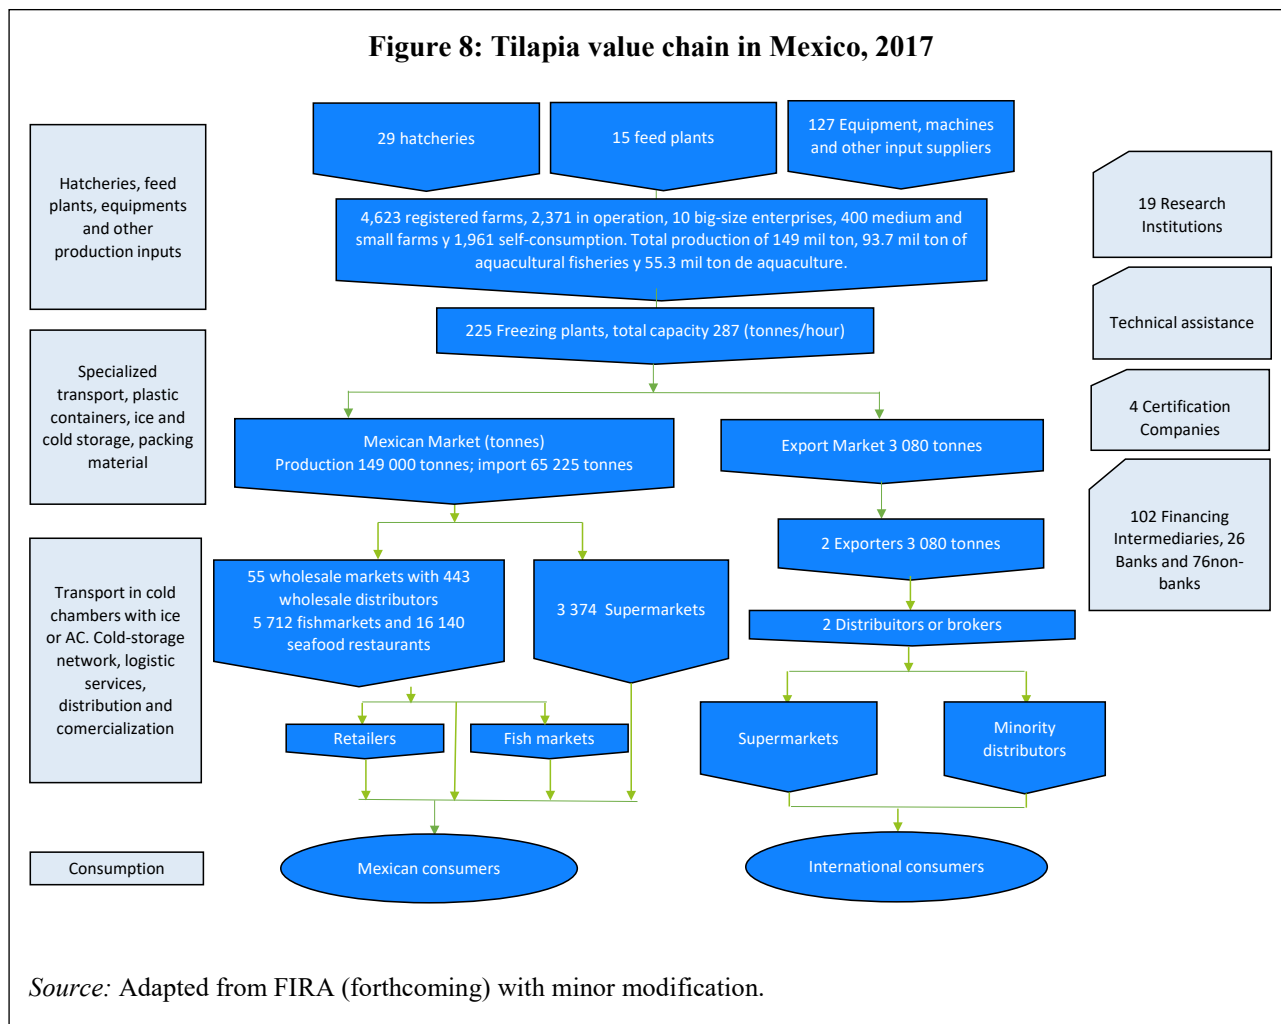 Figure 8: Tilapia value chain in Mexico, 2017
29 hatcheries
15 feed plants
127 Equipment, machines
and other input suppliers
Hatcheries, feed
plants, equipments
and other
production inputs
4,623 registered farms, 2,371 in operation, 10 big-size enterprises, 400 medium and
small farms y 1,961 self-consumption. Total production of 149 mil ton, 93.7 mil ton of
aquacultural fisheries y 55.3 mil ton de aquaculture.
19 Research
Institutions
225 Freezing plants, total capacity 287 (tonnes/hour)
Technical assistance
Specialized
transport, plastic
containers, ice and
cold storage, packing
material
Mexican Market (tonnes)
Production 149 000 tonnes; import 65 225 tonnes
Export Market 3 080 tonnes
4 Certification
Companies
2 Exporters 3 080 tonnes
102 Financing
Intermediaries, 26
Banks and 76non-
banks
Transport in cold
chambers with ice
or AC. Cold-storage
network, logistic
services,
distribution and
comercialization
55 wholesale markets with 443
wholesale distributors
5 712 fishmarkets and 16 140
seafood restaurants
3 374 Supermarkets
2 Distribuitors or brokers
Retailers
Fish markets
Supermarkets
Minority
distributors
Consumption
Mexican consumers
International consumers
Source: Adapted from FIRA (forthcoming) with minor modification.